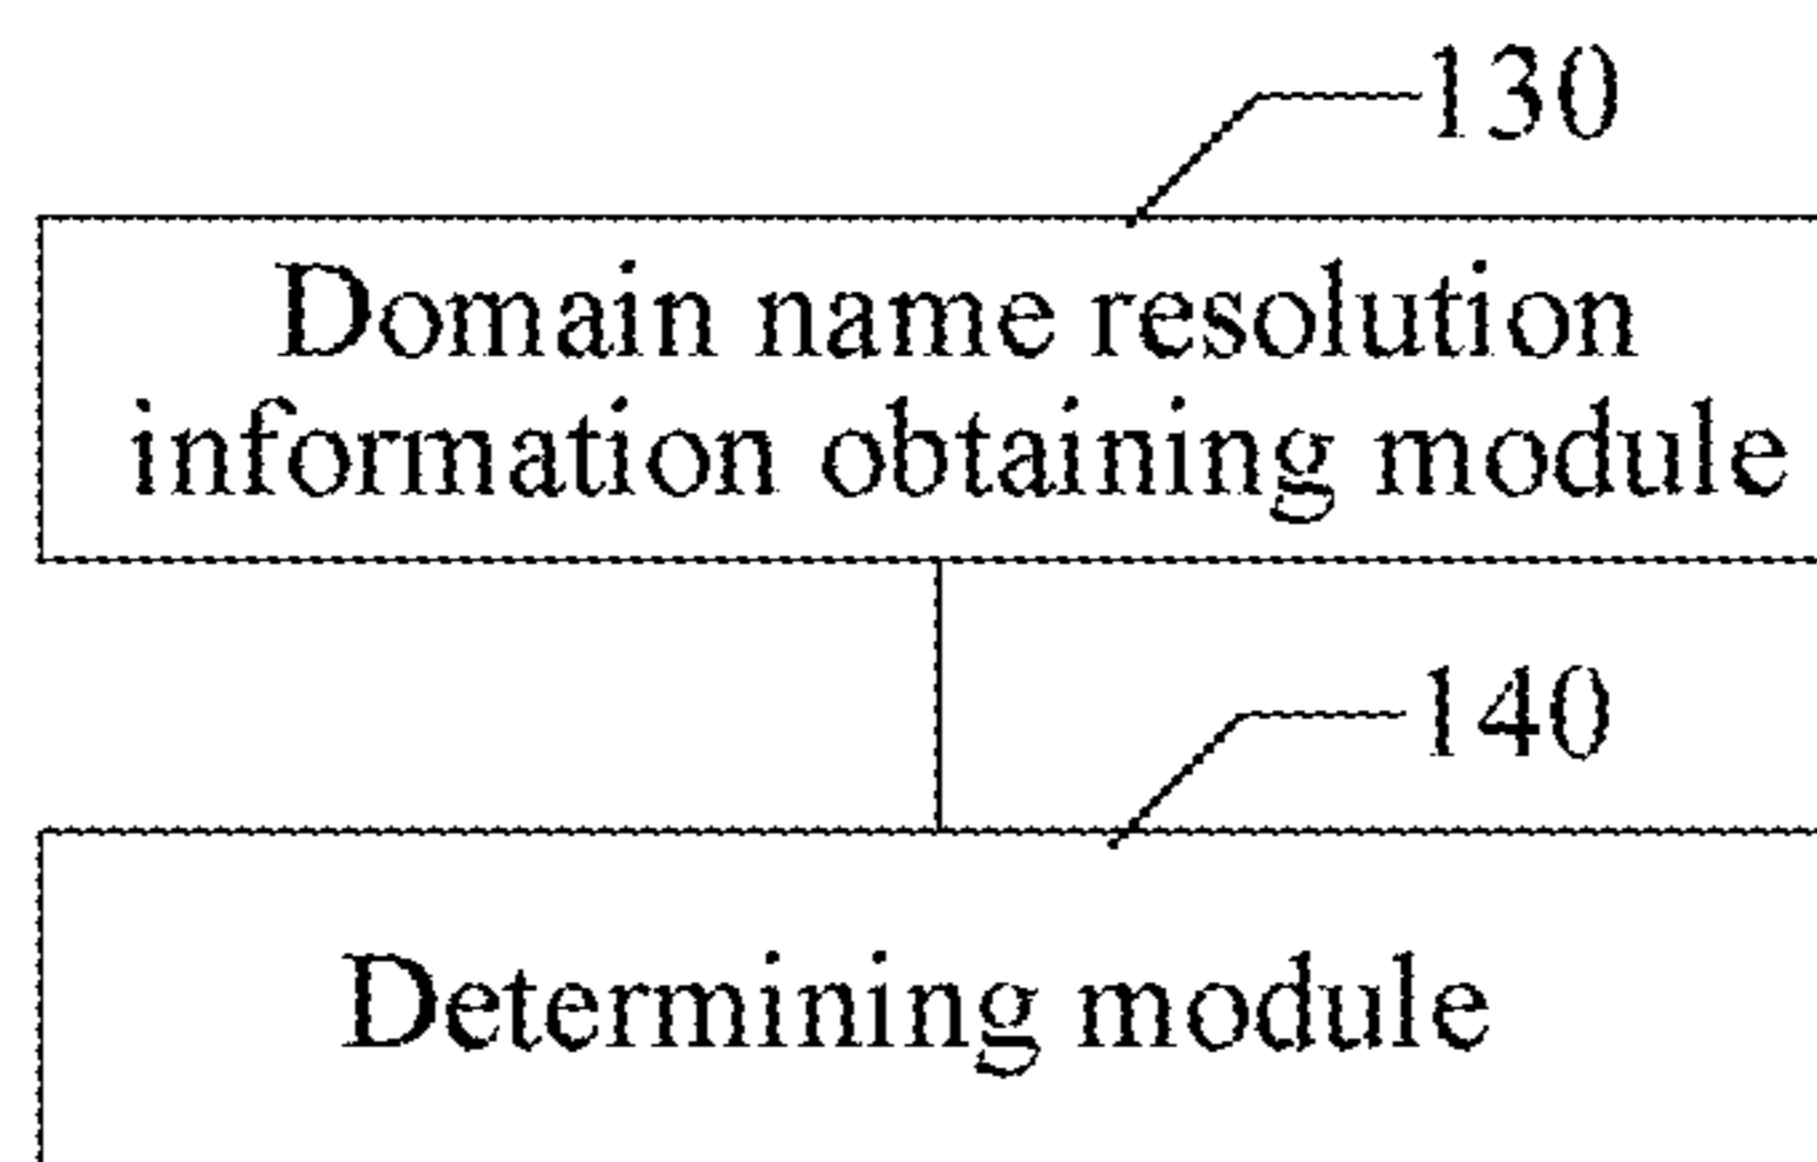 130
Domain name resolution
information obtaining module
140
Determining module